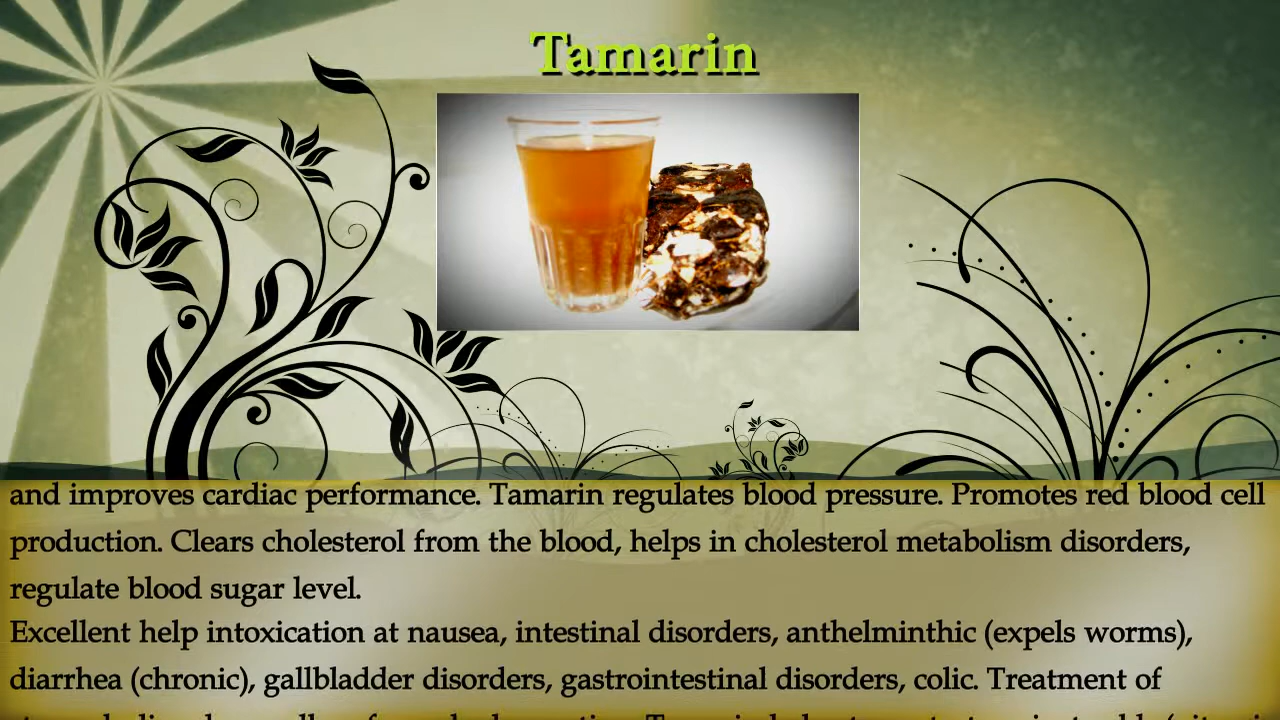 Tamarin
and improves cardiac performance. Tamarin regulates blood pressure. Promotes red blood cell
production. Clears cholesterol from the blood, helps in cholesterol metabolism disorders,
regulate blood sugar level.
Excellent help intoxication at nausea, intestinal disorders, anthelminthic (expels worms),
diarrhea (chronic), gallbladder disorders, gastrointestinal disorders, colic. Treatment of